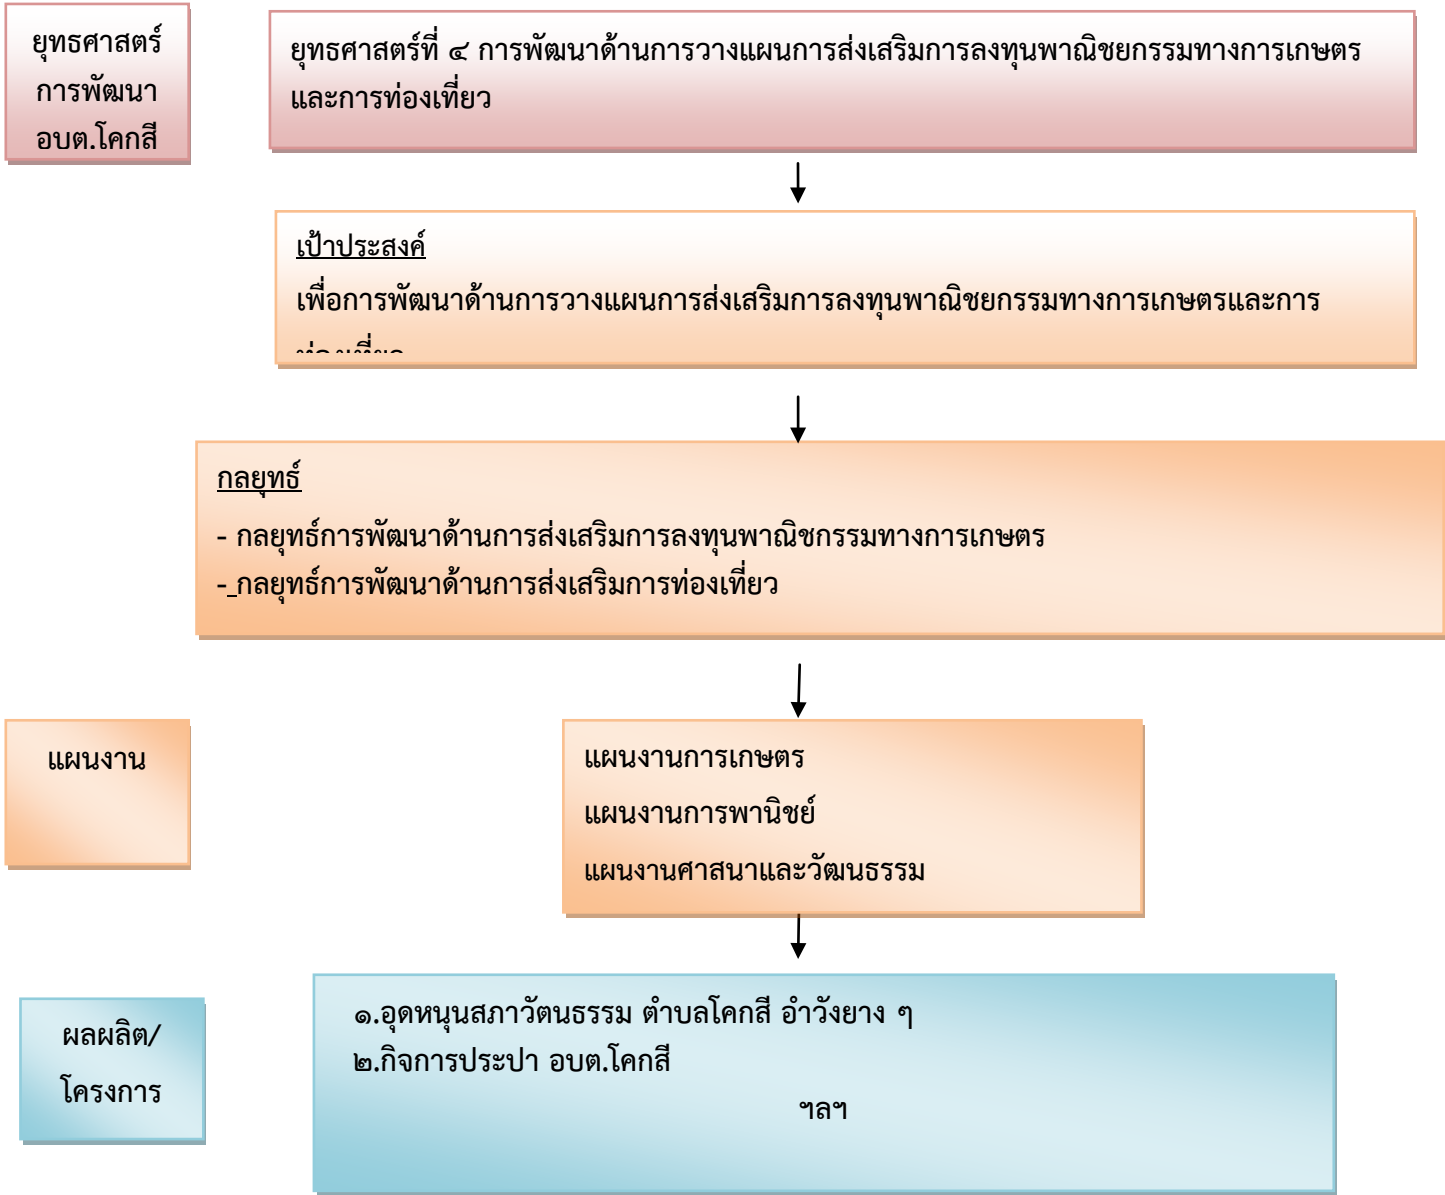 ยุทธศาสตร์
การพัฒนา
อบต.โคกสี
ยุทธศาสตร์ที่ ๔ การพัฒนาด้านการวางแผนการส่งเสริมการลงทุนพาณิชยกรรมทางการเกษตร
และการท่องเที่ยว
เป้าประสงค์
เพื่อการพัฒนาด้านการวางแผนการส่งเสริมการลงทุนพาณิชยกรรมทางการเกษตรและการ
ท่องเที่ยว
กลยุทธ์
- กลยุทธ์การพัฒนาด้านการส่งเสริมการลงทุนพาณิชกรรมทางการเกษตร
- กลยุทธ์การพัฒนาด้านการส่งเสริมการท่องเที่ยว
แผนงาน
แผนงานการเกษตร
แผนงานการพานิชย์
แผนงานศาสนาและวัฒนธรรม
ผลผลิต/
โครงการ
๑.อุดหนุนสภาวัตนธรรม ตำบลโคกสี อำวังยาง ๆ
๒.กิจการประปา อบต.โคกสี
ฯลฯ